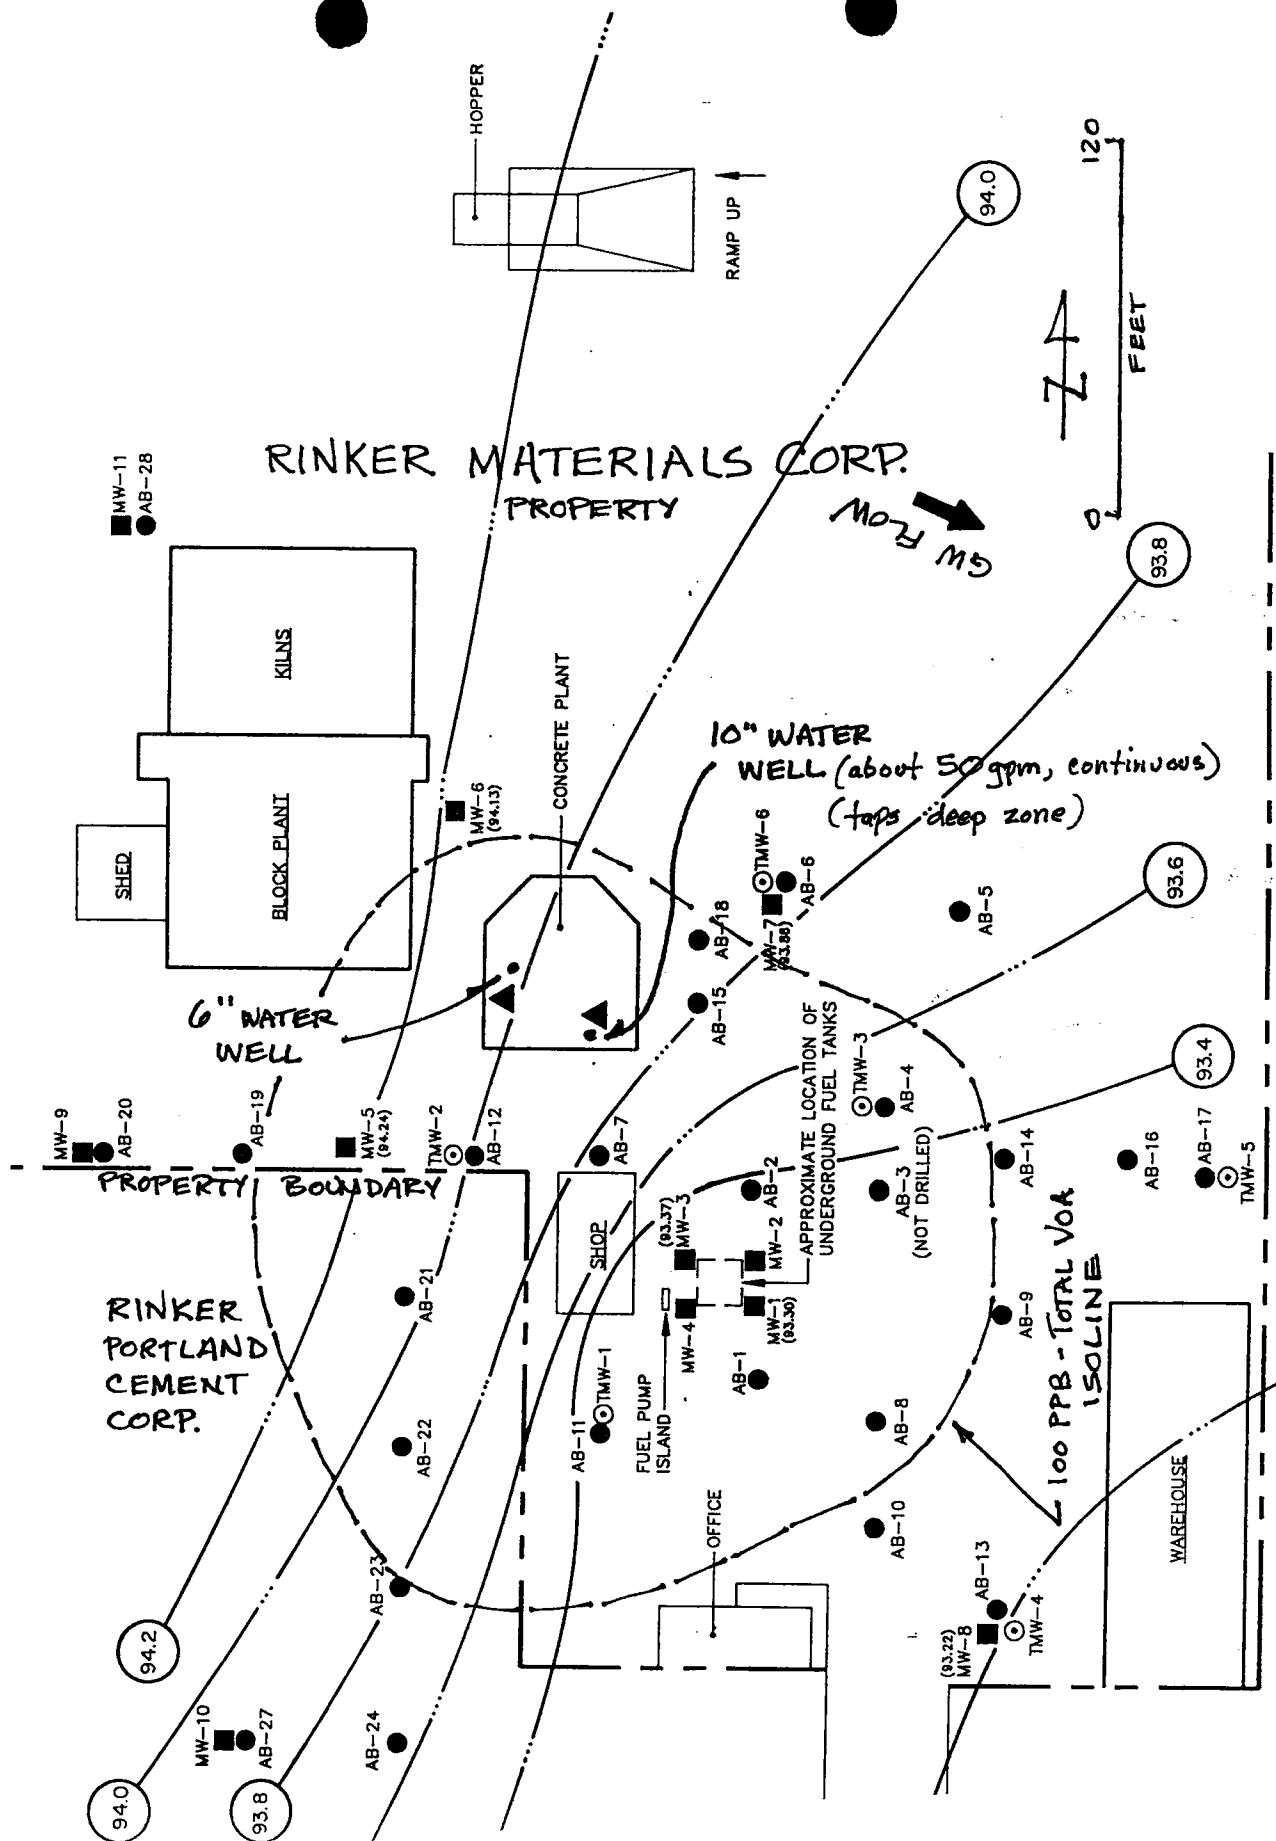 HOPPER
RAMP UP
94.0
120
N
FEET
0
MW-11
AB-28
RINKER MATERIALS CORP.
PROPERTY
GW FLOW
93.8
KILNS
SHED
BLOCK PLANT
MW-6
(94.13)
CONCRETE PLANT
10" WATER
WELL (about 50 gpm, continuous)
(taps deep zone)
TMW-6
AB-6
MW-7
(93.88)
AB-18
AB-15
AB-5
93.6
6" WATER
WELL
MW-9
AB-20
AB-19
MW-5
(94.24)
TMW-2
AB-12
AB-7
APPROXIMATE LOCATION OF
UNDERGROUND FUEL TANKS
TMW-3
AB-4
93.4
PROPERTY BOUNDARY
SHOP
(93.37)
MW-3
AB-2
MW-2
AB-3
(NOT DRILLED)
AB-14
AB-16
AB-17
TMW-5
RINKER
PORTLAND
CEMENT
CORP.
AB-21
MW-4
MW-1
(93.30)
AB-9
100 PPB - TOTAL VOA
ISOLINE
AB-22
AB-11
TMW-1
FUEL PUMP
ISLAND
AB-1
AB-8
AB-10
OFFICE
WAREHOUSE
AB-23
AB-13
TMW-4
(93.22)
MW-8
94.2
MW-10
AB-27
AB-24
94.0
93.8